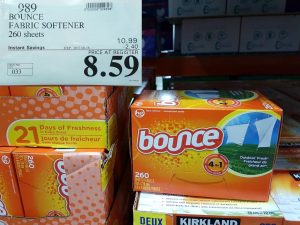 989
BOUNCE
FABRIC SOFTENER
260 sheets
10.99
Instant Savings
2.40
PRICE AT REGISTER
8.59
033
21 Days of Freshness
Jours de fraîcheur
260
bounce
4 in 1
Outdoor Fresh
260
DEUX
KIRKLAND